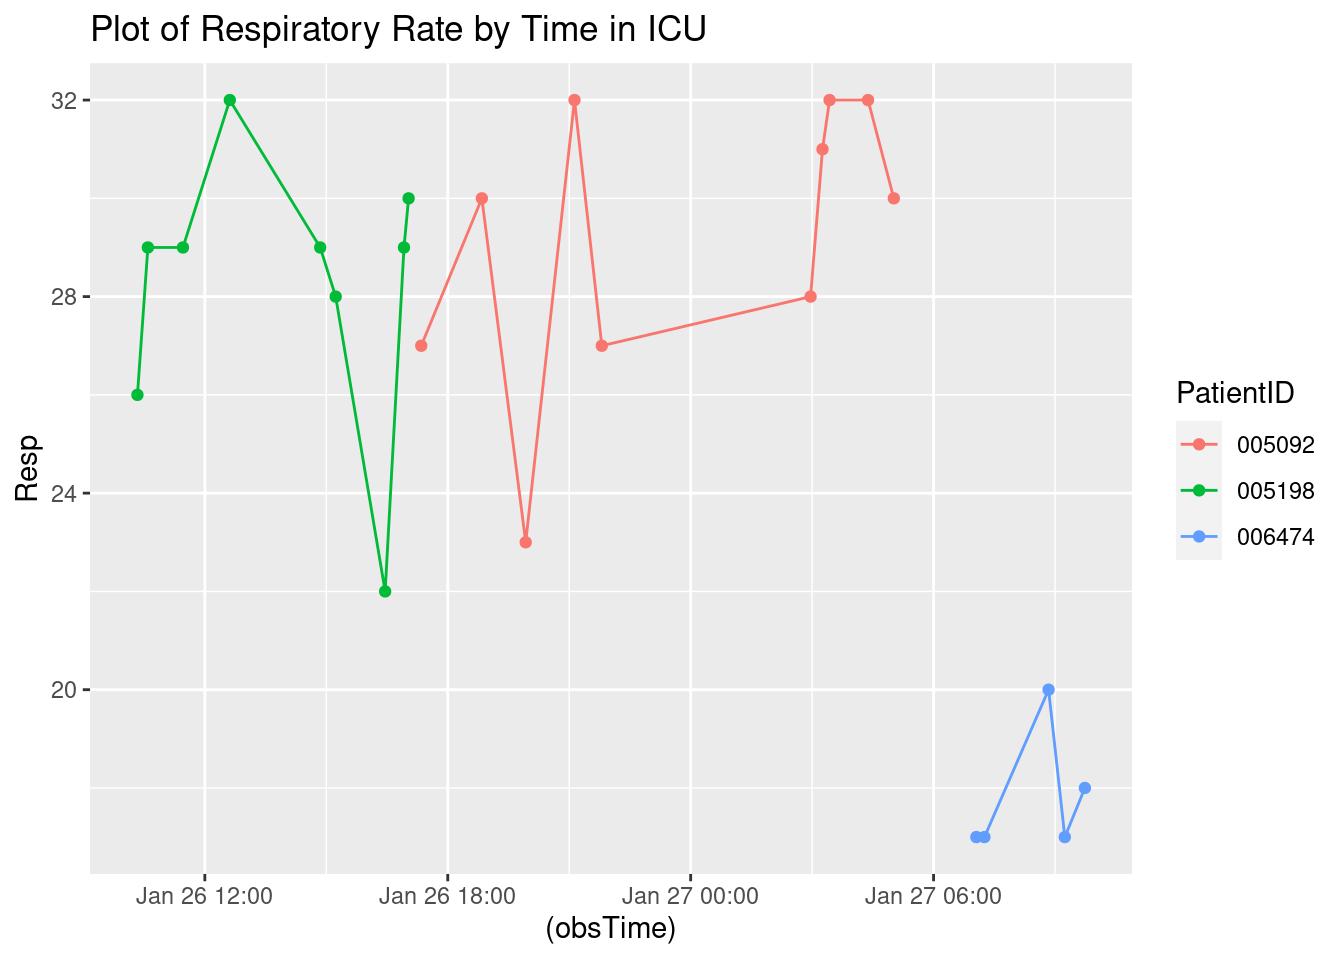 Plot of Respiratory Rate by Time in ICU
32
28
24
20
Resp
Jan 26 12:00
Jan 26 18:00
Jan 27 00:00
Jan 27 06:00
(obsTime)
PatientID
005092
005198
006474